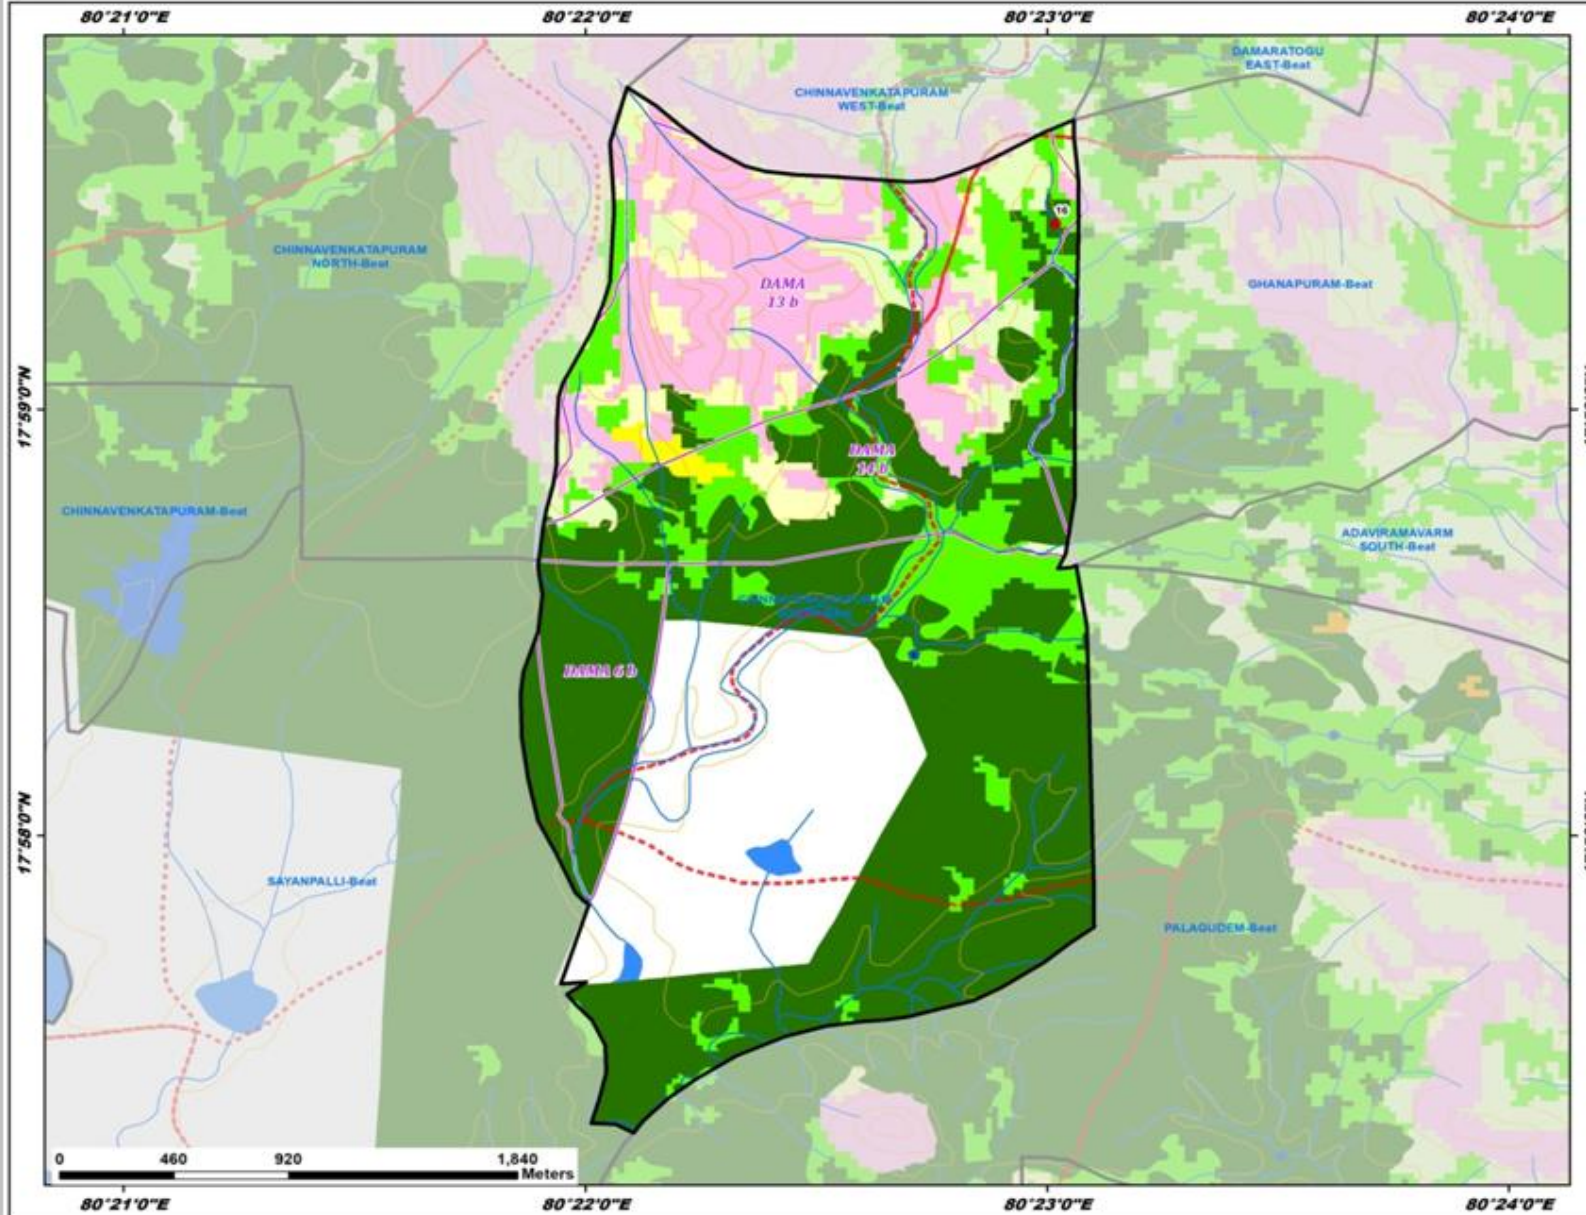 80°21'0"E 80°22'0"E 80°23'0"E 80°24'0"E
DAMARATOGU
EAST-Beat
CHINNAVENKATAPURAM
WEST-Beat
16
CHINNAVENKATAPURAM
NORTH-Beat
GHANAPURAM-Beat
DAMA
13 b
17°59'0"N
DAMA
14 b
CHINNAVENKATAPURAM-Beat
ADAVIRAMAVARM
SOUTH-Beat
DAMA 6 b
17°58'0"N
SAYANPALLI-Beat
PALAGUDEM-Beat
0 460 920 1,840
Meters
80°21'0"E 80°22'0"E 80°23'0"E 80°24'0"E